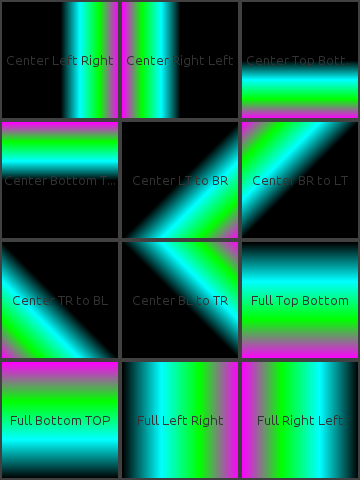 Center Left Right
Center Right Left
Center Top Bott...
Center Bottom T...
Center LT to BR
Center BR to LT
Center TR to BL
Center BL to TR
Full Top Bottom
Full Bottom TOP
Full Left Right
Full Right Left